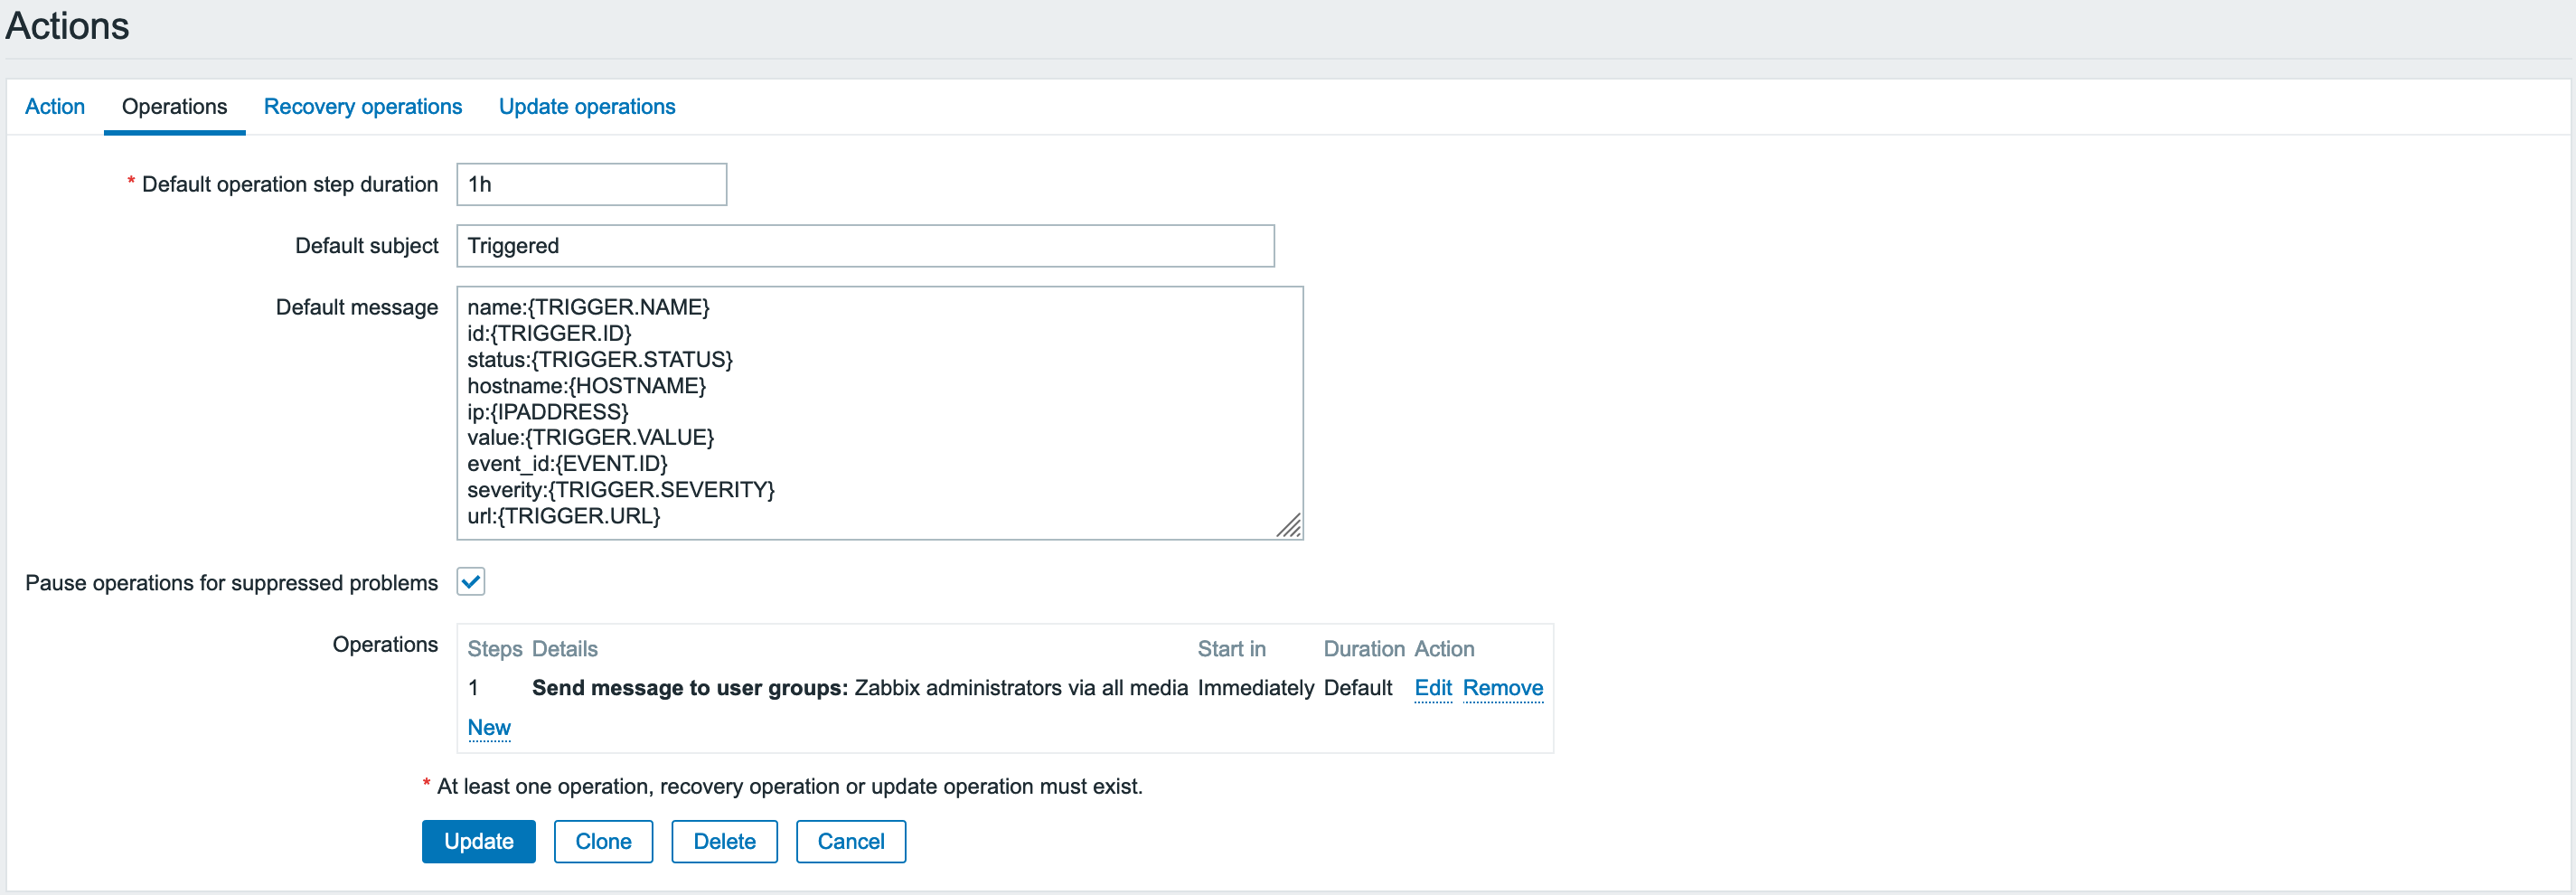 Actions
Action Operations Recovery operations Update operations
* Default operation step duration 1h
Default subject Triggered
Default message name:{TRIGGER.NAME}
id:{TRIGGER.ID}
status:{TRIGGER.STATUS}
hostname:{HOSTNAME}
ip:{IPADDRESS}
value:{TRIGGER.VALUE}
event_id:{EVENT.ID}
severity:{TRIGGER.SEVERITY}
url:{TRIGGER.URL}
Pause operations for suppressed problems
Operations Steps Details Start in Duration Action
1 Send message to user groups: Zabbix administrators via all media Immediately Default Edit Remove
New
* At least one operation, recovery operation or update operation must exist.
Update Clone Delete Cancel